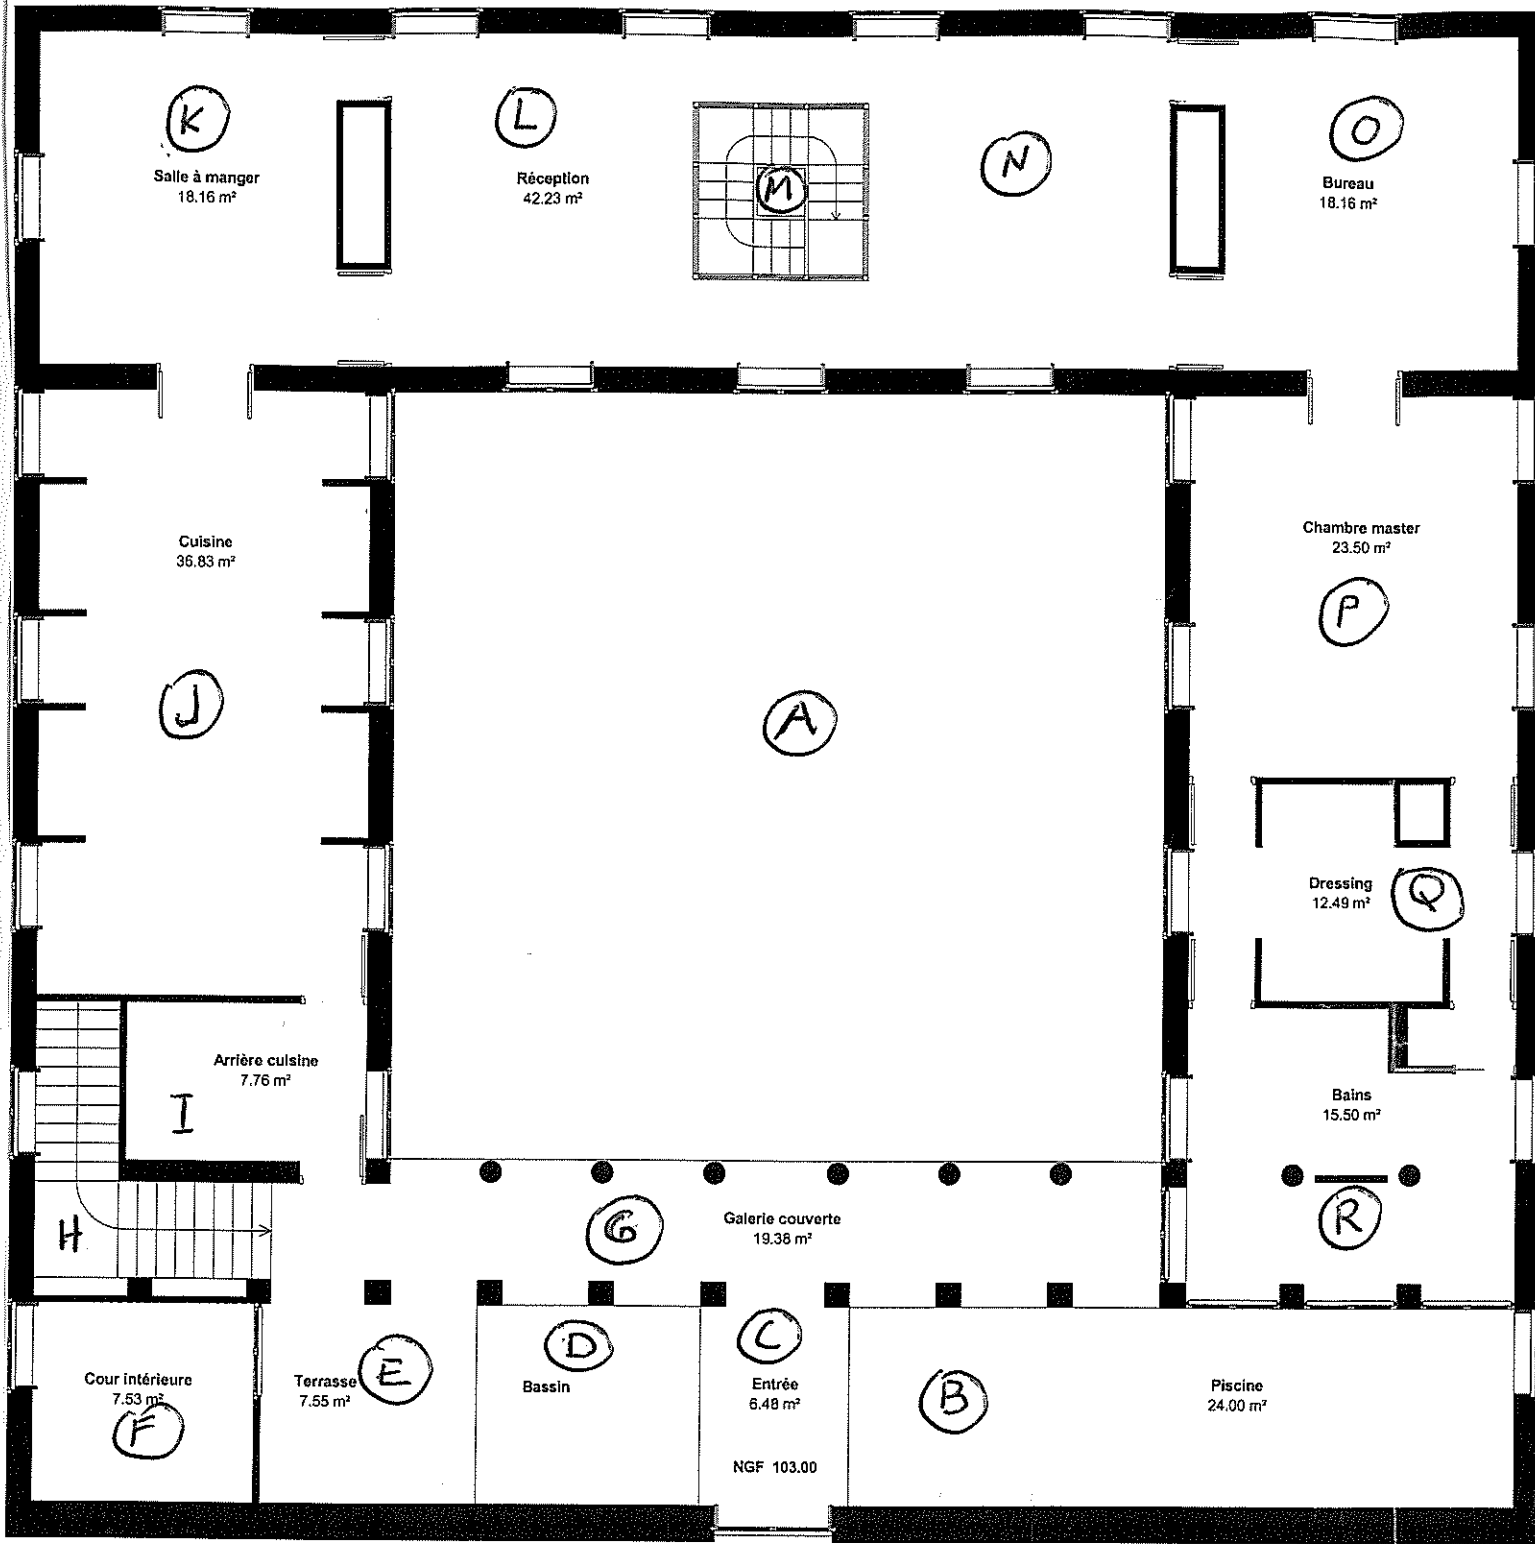 K
L
M
N
O
Salle à manger
18.16 m²
Réception
42.23 m²
Bureau
18.16 m²
Cuisine
36.83 m²
J
A
Chambre master
23.50 m²
P
Dressing
12.49 m²
Q
Arrière cuisine
7.76 m²
I
Bains
15.50 m²
H
G
Galerie couverte
19.38 m²
R
Cour intérieure
7.53 m²
F
Terrasse
7.55 m²
E
D
Bassin
C
Entrée
6.48 m²
NGF 103.00
B
Piscine
24.00 m²